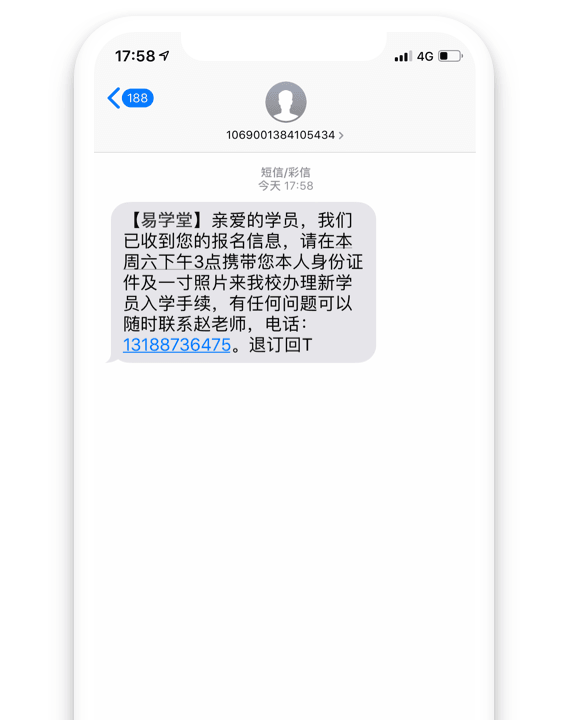 17:58
4G
188
1069001384105434
短信/彩信
今天 17:58
【易学堂】亲爱的学员，我们
已收到您的报名信息，请在本
周六下午3点携带您本人身份证
件及一寸照片来我校办理新学
员入学手续，有任何问题可以
随时联系赵老师，电话：
13188736475。退订回T